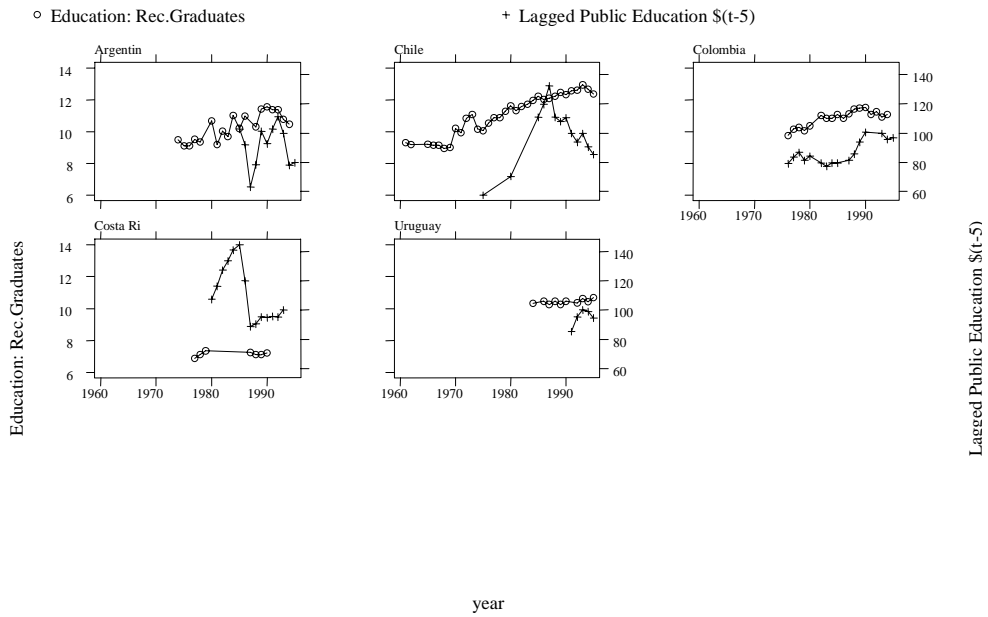 Education: Rec.Graduates
Lagged Public Education $(t-5)
Argentin
Chile
Colombia
14
12
10
8
6
140
120
100
80
60
1960 1970 1980 1990
Costa Ri
Uruguay
14
12
10
8
6
140
120
100
80
60
1960 1970 1980 1990
1960 1970 1980 1990
Education: Rec.Graduates
Lagged Public Education $(t-5)
year